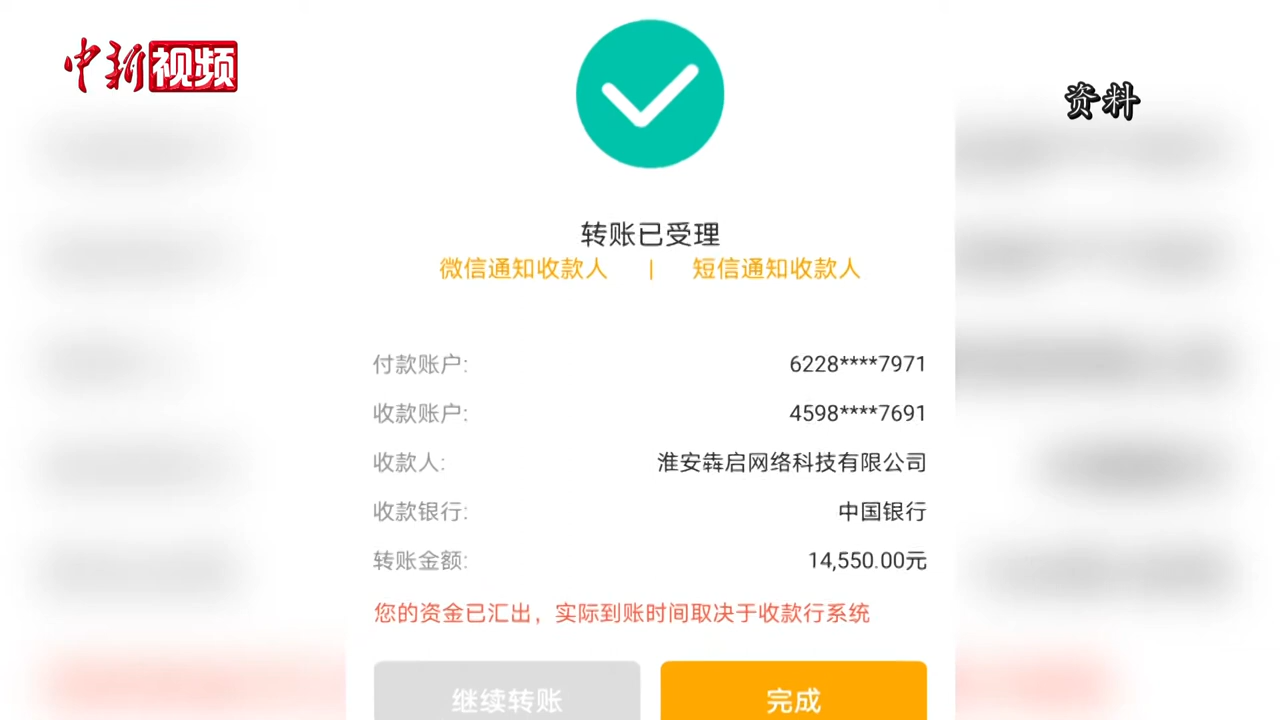 中新视频
资料
转账已受理
微信通知收款人 | 短信通知收款人
付款账户: 6228****7971
收款账户: 4598****7691
收款人: 淮安犇启网络科技有限公司
收款银行: 中国银行
转账金额: 14,550.00元
您的资金已汇出，实际到账时间取决于收款行系统
继续转账 完成